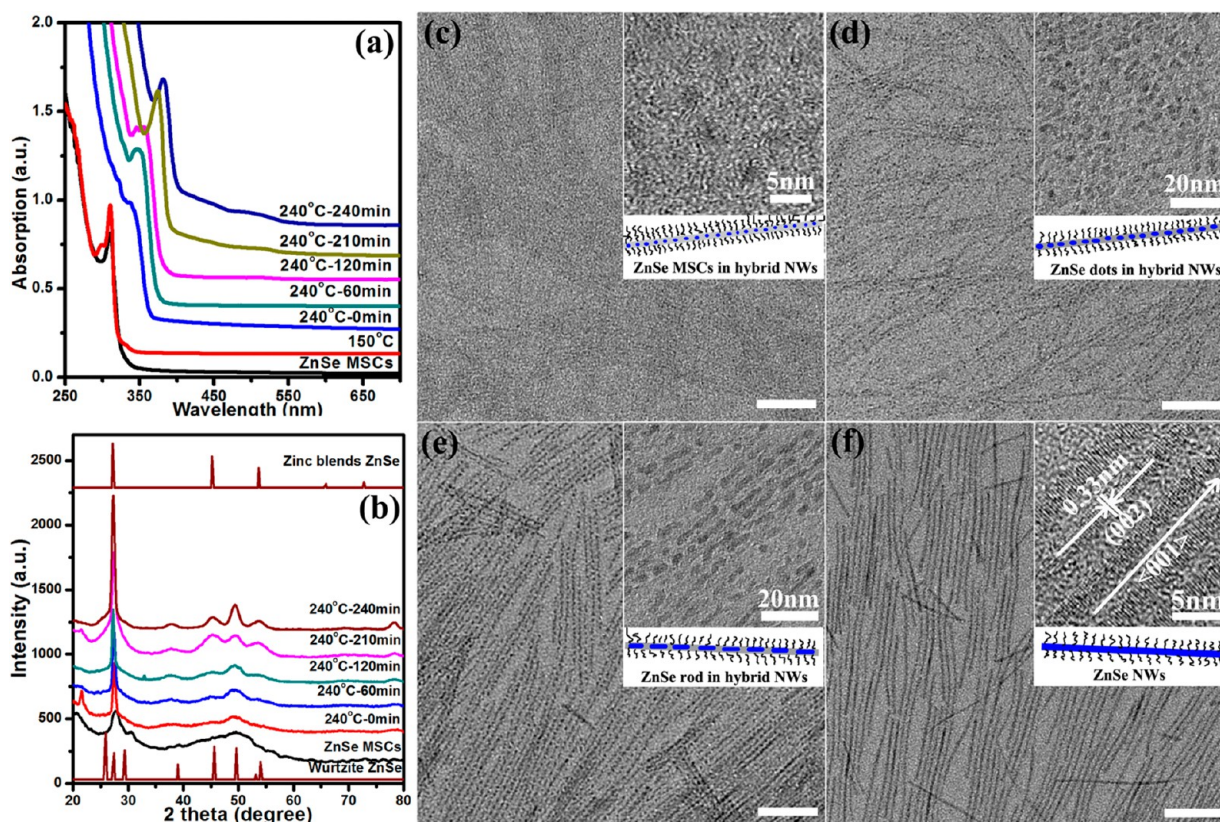 (a)
2.0
1.5
1.0
0.5
0.0
Absorption (a.u.)
240°C-240min
240°C-210min
240°C-120min
240°C-60min
240°C-0min
150°C
ZnSe MSCs
250
350
450
550
650
Wavelength (nm)
(b)
2500
2000
1500
1000
500
0
Intensity (a.u.)
Zinc blends ZnSe
240°C-240min
240°C-210min
240°C-120min
240°C-60min
240°C-0min
ZnSe MSCs
Wurtzite ZnSe
20
30
40
50
60
70
80
2 theta (degree)
(c)
5nm
ZnSe MSCs in hybrid NWs
(d)
20nm
ZnSe dots in hybrid NWs
(e)
20nm
ZnSe rod in hybrid NWs
(f)
0.33nm
(002)
<001>
5nm
ZnSe NWs